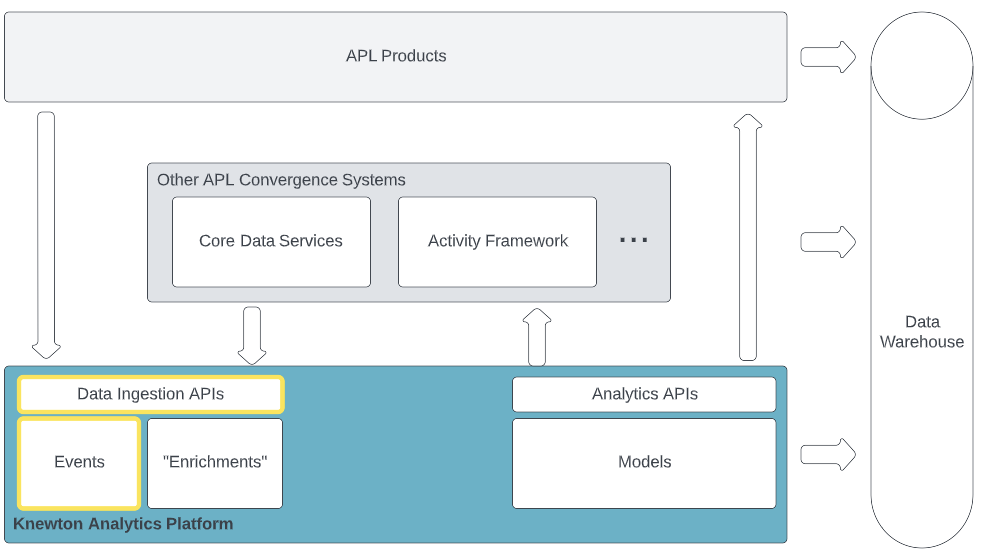 APL Products
Other APL Convergence Systems
Core Data Services
Activity Framework
...
Data
Warehouse
Data Ingestion APIs
Analytics APIs
Events
"Enrichments"
Models
Knewton Analytics Platform